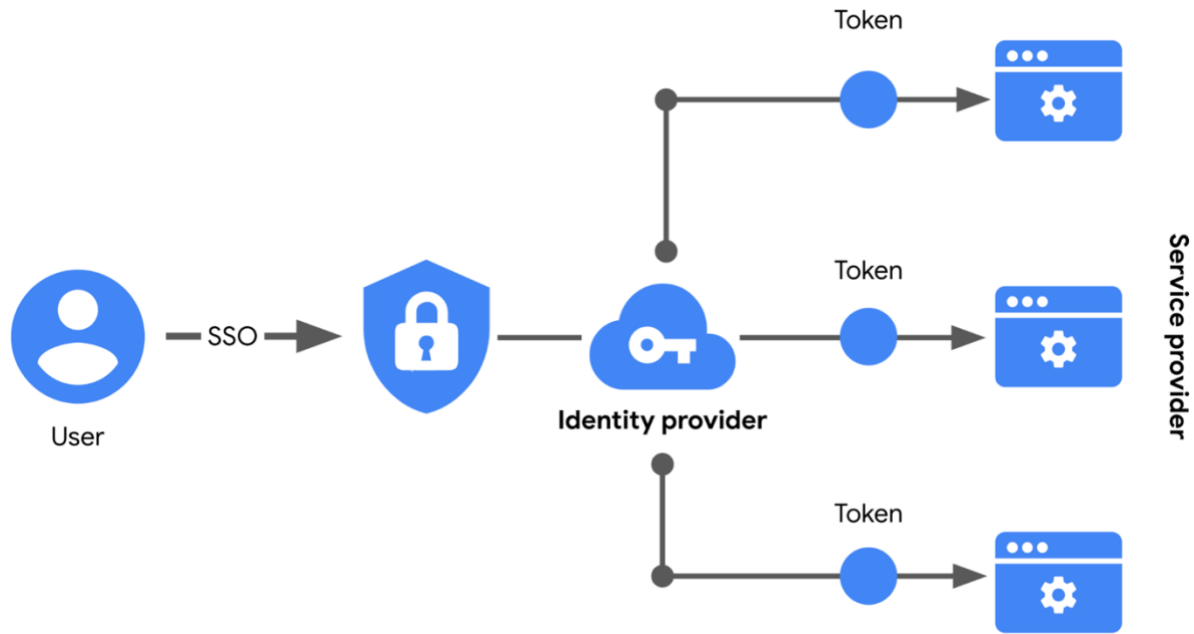 Token
Token
SSO
User
Identity provider
Service provider
Token